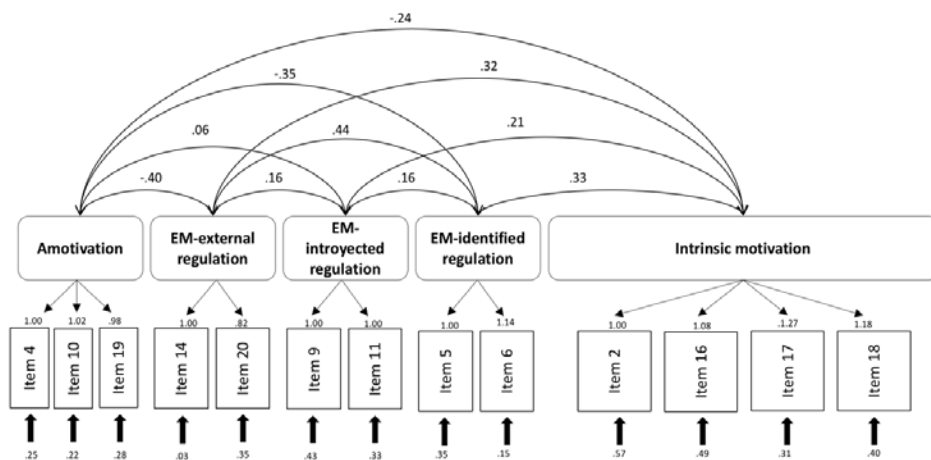 -.24
-.35
.32
.06
.44
.21
-.40
.16
.16
.33
Amotivation
EM-external
regulation
EM-
introyected
regulation
EM-identified
regulation
Intrinsic motivation
1.00
1.02
.98
1.00
.82
1.00
1.00
1.00
1.14
1.00
1.08
.1.27
1.18
Item 4
Item 10
Item 19
Item 14
Item 20
Item 9
Item 11
Item 5
Item 6
Item 2
Item 16
Item 17
Item 18
.25
.22
.28
.03
.35
.43
.33
.35
.15
.57
.49
.31
.40